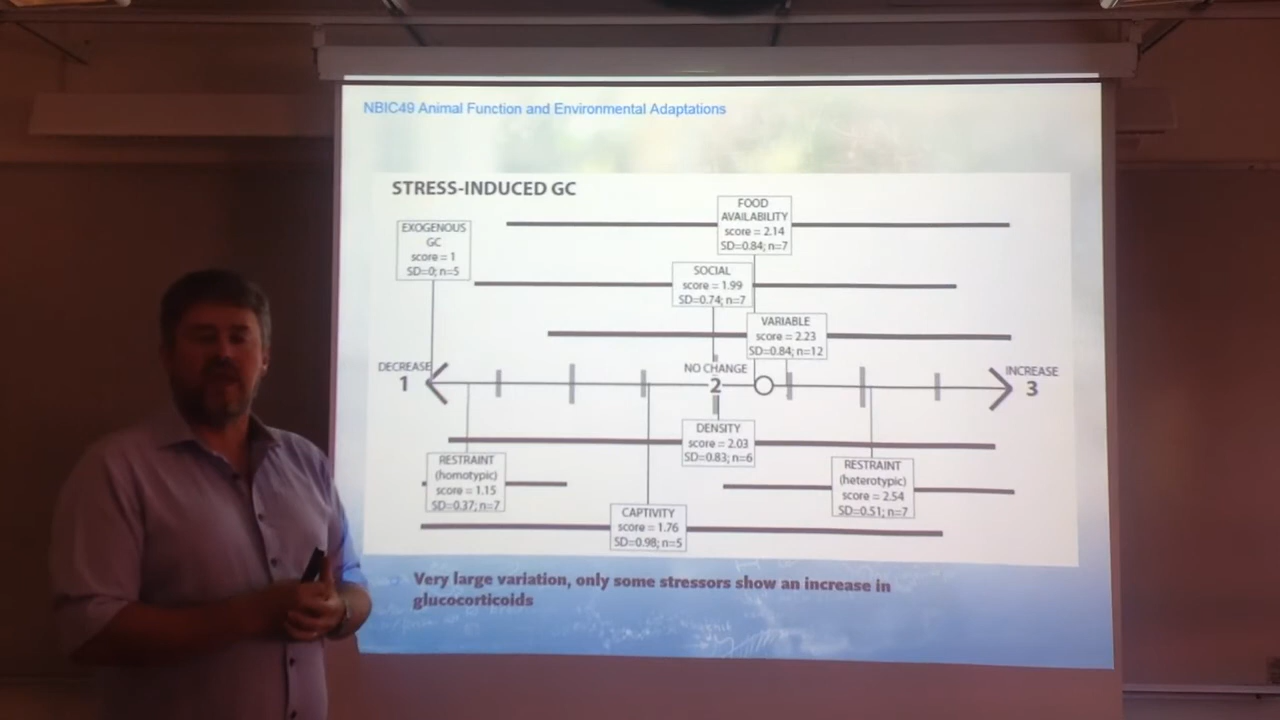 NBIC49 Animal Function and Environmental Adaptations
STRESS-INDUCED GC
FOOD
AVAILABILITY
score = 2.14
SD=0.84; n=7
EXOGENOUS
GC
score = 1
SD=0; n=5
SOCIAL
score = 1.99
SD=0.74; n=7
VARIABLE
score = 2.23
SD=0.84; n=12
DECREASE
1
NO CHANGE
2
INCREASE
3
DENSITY
score = 2.03
SD=0.83; n=6
RESTRAINT
(homotypic)
score = 1.15
SD=0.37; n=7
RESTRAINT
(heterotypic)
score = 2.54
SD=0.51; n=7
CAPTIVITY
score = 1.76
SD=0.98; n=5
Very large variation, only some stressors show an increase in
glucocorticoids